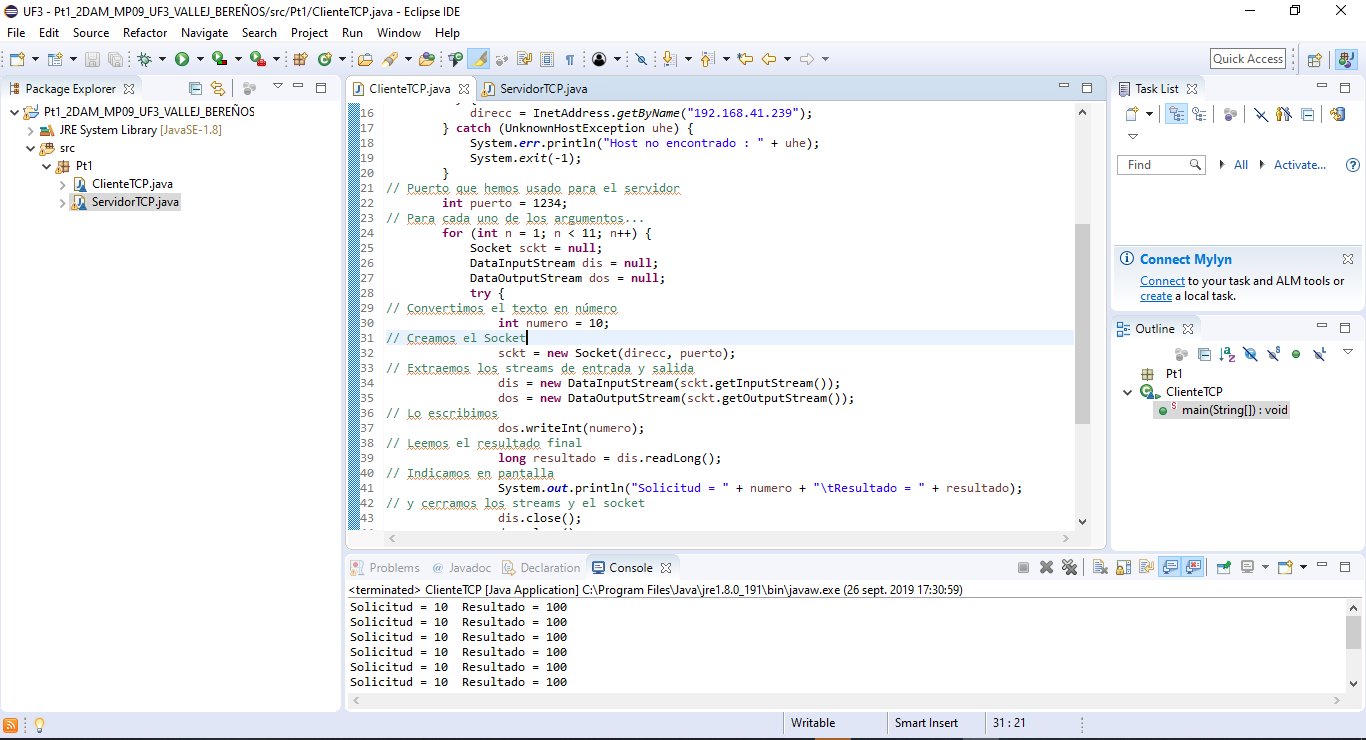 UF3 - Pt1_2DAM_MP09_UF3_VALLEJ_BEREÑOS/src/Pt1/ClienteTCP.java - Eclipse IDE
File Edit Source Refactor Navigate Search Project Run Window Help
Quick Access
Package Explorer
Pt1_2DAM_MP09_UF3_VALLEJ_BEREÑOS
JRE System Library [JavaSE-1.8]
src
Pt1
ClienteTCP.java
ServidorTCP.java
ClienteTCP.java
ServidorTCP.java
16 direcc = InetAddress.getByName("192.168.41.239");
17 } catch (UnknownHostException uhe) {
18 System.err.println("Host no encontrado : " + uhe);
19 System.exit(-1);
20 }
21 // Puerto que hemos usado para el servidor
22 int puerto = 1234;
23 // Para cada uno de los argumentos...
24 for (int n = 1; n < 11; n++) {
25 Socket sckt = null;
26 DataInputStream dis = null;
27 DataOutputStream dos = null;
28 try {
29 // Convertimos el texto en número
30 int numero = 10;
31 // Creamos el Socket
32 sckt = new Socket(direcc, puerto);
33 // Extraemos los streams de entrada y salida
34 dis = new DataInputStream(sckt.getInputStream());
35 dos = new DataOutputStream(sckt.getOutputStream());
36 // Lo escribimos
37 dos.writeInt(numero);
38 // Leemos el resultado final
39 long resultado = dis.readLong();
40 // Indicamos en pantalla
41 System.out.println("Solicitud = " + numero + "\tResultado = " + resultado);
42 // y cerramos los streams y el socket
43 dis.close();
Task List
Find
All
Activate...
Connect Mylyn
Connect to your task and ALM tools or
create a local task.
Outline
Pt1
ClienteTCP
main(String[]) : void
Problems Javadoc Declaration Console
<terminated> ClienteTCP [Java Application] C:\Program Files\Java\jre1.8.0_191\bin\javaw.exe (26 sept. 2019 17:30:59)
Solicitud = 10 Resultado = 100
Solicitud = 10 Resultado = 100
Solicitud = 10 Resultado = 100
Solicitud = 10 Resultado = 100
Solicitud = 10 Resultado = 100
Solicitud = 10 Resultado = 100
Writable Smart Insert 31 : 21